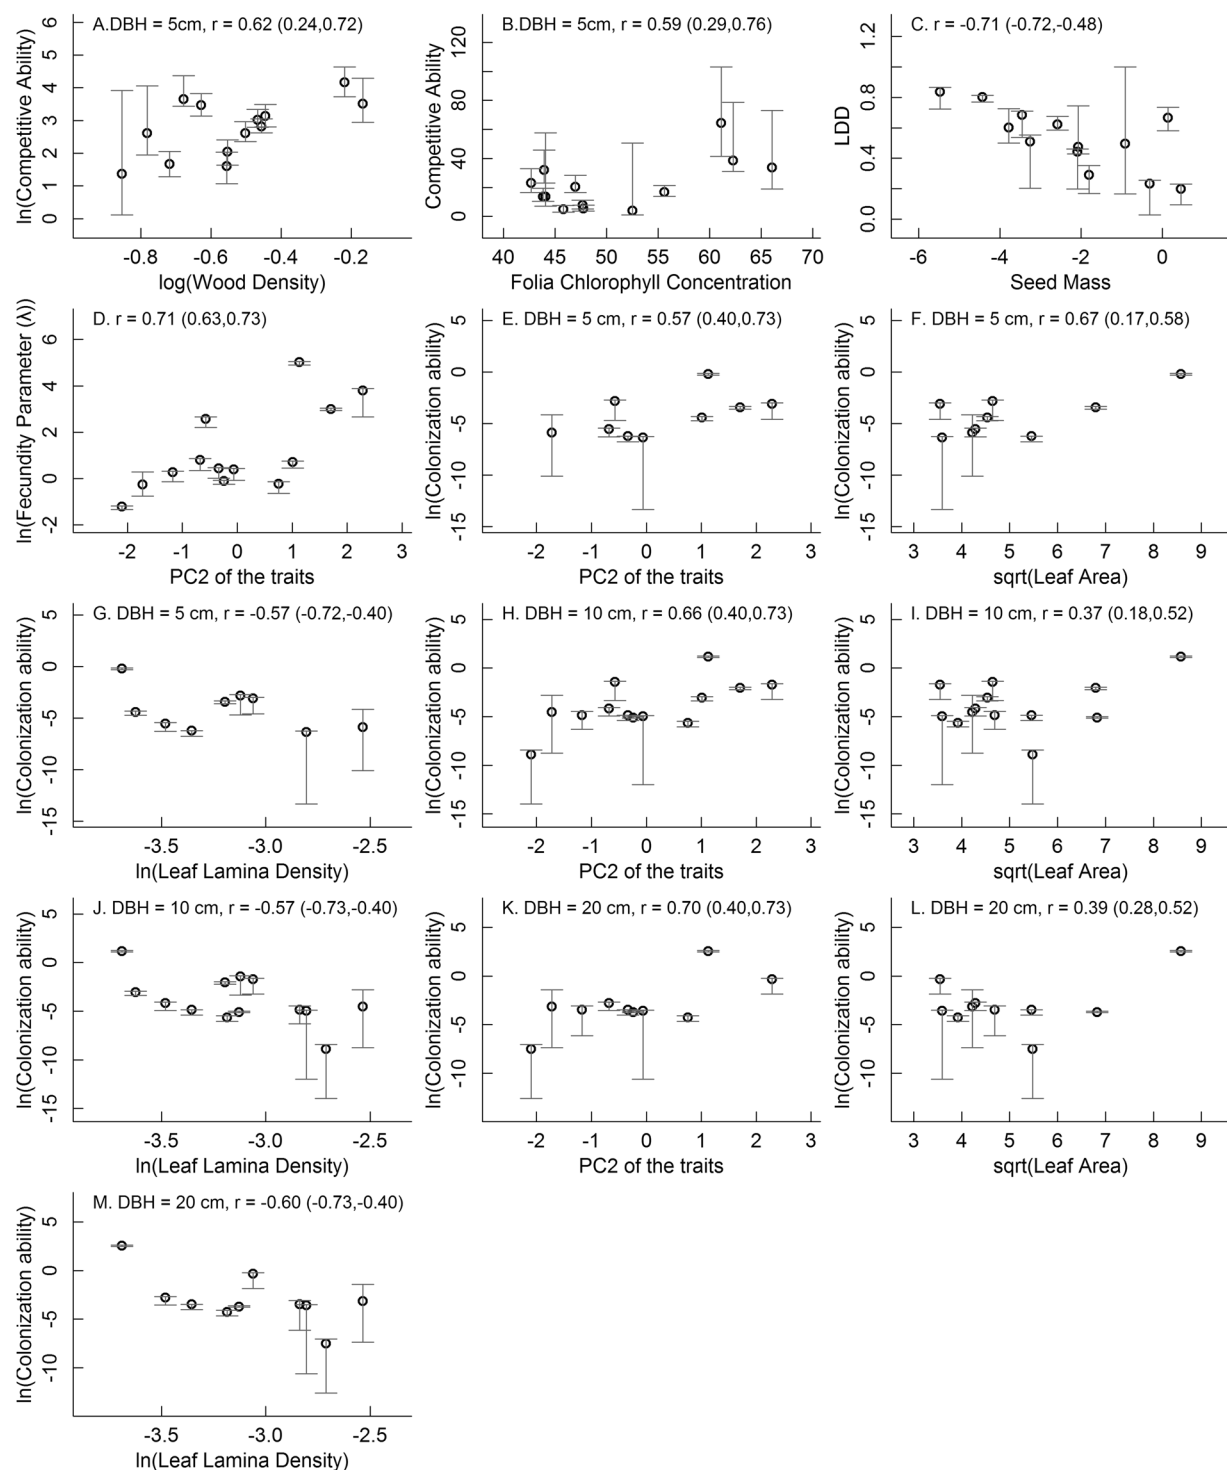 A.DBH = 5cm, r = 0.62 (0.24,0.72)
ln(Competitive Ability)
0 1 2 3 4 5 6
-0.8 -0.6 -0.4 -0.2
log(Wood Density)
B.DBH = 5cm, r = 0.59 (0.29,0.76)
Competitive Ability
0 40 80 120
40 45 50 55 60 65 70
Folia Chlorophyll Concentration
C. r = -0.71 (-0.72,-0.48)
LDD
0.0 0.4 0.8 1.2
-6 -4 -2 0
Seed Mass
D. r = 0.71 (0.63,0.73)
ln(Fecundity Parameter (λ))
-2 0 2 4 6
-2 -1 0 1 2 3
PC2 of the traits
E. DBH = 5 cm, r = 0.57 (0.40,0.73)
ln(Colonization ability)
-15 -10 -5 0 5
-2 -1 0 1 2 3
PC2 of the traits
F. DBH = 5 cm, r = 0.67 (0.17,0.58)
ln(Colonization ability)
-15 -10 -5 0 5
3 4 5 6 7 8 9
sqrt(Leaf Area)
G. DBH = 5 cm, r = -0.57 (-0.72,-0.40)
ln(Colonization ability)
-15 -10 -5 0 5
-3.5 -3.0 -2.5
ln(Leaf Lamina Density)
H. DBH = 10 cm, r = 0.66 (0.40,0.73)
ln(Colonization ability)
-15 -10 -5 0 5
-2 -1 0 1 2 3
PC2 of the traits
I. DBH = 10 cm, r = 0.37 (0.18,0.52)
ln(Colonization ability)
-15 -10 -5 0 5
3 4 5 6 7 8 9
sqrt(Leaf Area)
J. DBH = 10 cm, r = -0.57 (-0.73,-0.40)
ln(Colonization ability)
-15 -10 -5 0 5
-3.5 -3.0 -2.5
ln(Leaf Lamina Density)
K. DBH = 20 cm, r = 0.70 (0.40,0.73)
ln(Colonization ability)
-10 -5 0 5
-2 -1 0 1 2 3
PC2 of the traits
L. DBH = 20 cm, r = 0.39 (0.28,0.52)
ln(Colonization ability)
-10 -5 0 5
3 4 5 6 7 8 9
sqrt(Leaf Area)
M. DBH = 20 cm, r = -0.60 (-0.73,-0.40)
ln(Colonization ability)
-10 -5 0 5
-3.5 -3.0 -2.5
ln(Leaf Lamina Density)